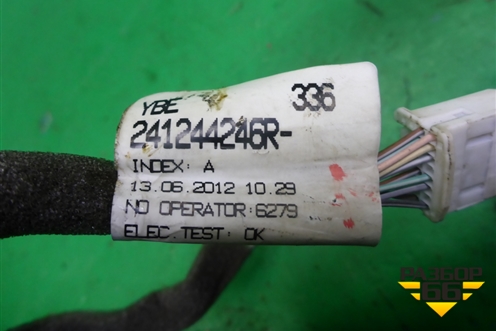 YBE 336
241244246R-
INDEX: A
13.06.2012 10.29
NO OPERATOR:6279
ELEC.TEST: OK
РАЗБОР
66